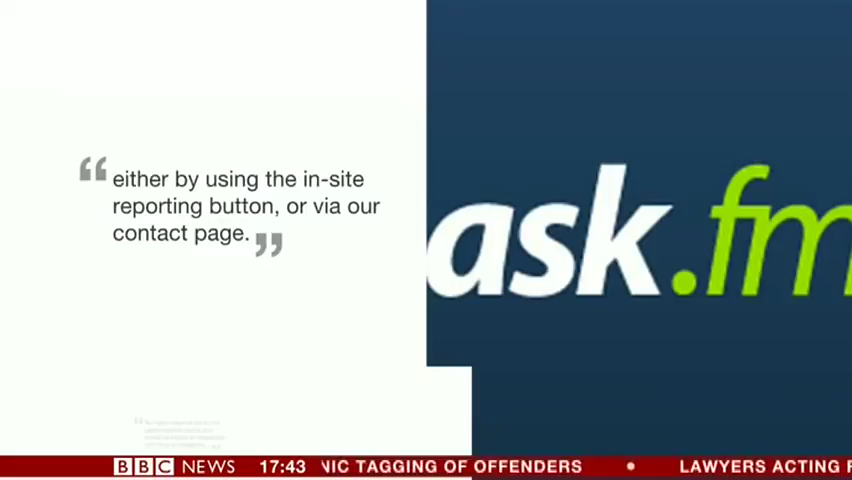 “either by using the in-site
reporting button, or via our
contact page.”
ask.fm
BBC NEWS 17:43 NIC TAGGING OF OFFENDERS • LAWYERS ACTING